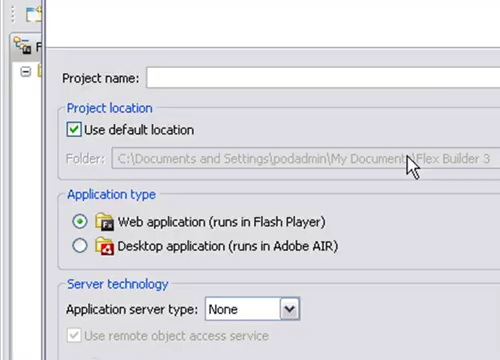 F
Project name:
Project location
Use default location
Folder: C:\Documents and Settings\podadmin\My Documents\Flex Builder 3
Application type
Web application (runs in Flash Player)
Desktop application (runs in Adobe AIR)
Server technology
Application server type: None
Use remote object access service